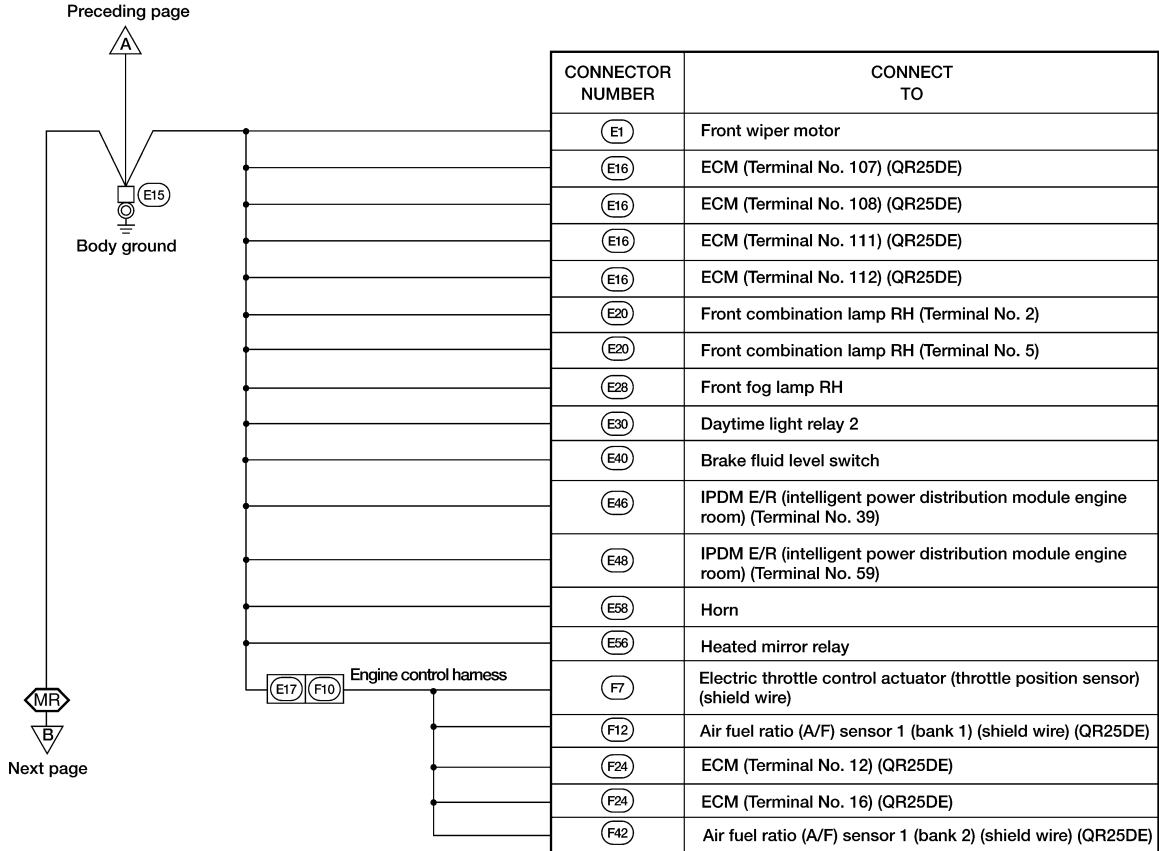 Preceding page
A
CONNECTOR
NUMBER
CONNECT
TO
E1 Front wiper motor
E16 ECM (Terminal No. 107) (QR25DE)
E15
E16 ECM (Terminal No. 108) (QR25DE)
Body ground
E16 ECM (Terminal No. 111) (QR25DE)
E16 ECM (Terminal No. 112) (QR25DE)
E20 Front combination lamp RH (Terminal No. 2)
E20 Front combination lamp RH (Terminal No. 5)
E28 Front fog lamp RH
E30 Daytime light relay 2
E40 Brake fluid level switch
E46 IPDM E/R (intelligent power distribution module engine
room) (Terminal No. 39)
E48 IPDM E/R (intelligent power distribution module engine
room) (Terminal No. 59)
E58 Horn
E56 Heated mirror relay
Engine control harness
E17 F10
F7 Electric throttle control actuator (throttle position sensor)
(shield wire)
MR
F12 Air fuel ratio (A/F) sensor 1 (bank 1) (shield wire) (QR25DE)
B
Next page
F24 ECM (Terminal No. 12) (QR25DE)
F24 ECM (Terminal No. 16) (QR25DE)
F42 Air fuel ratio (A/F) sensor 1 (bank 2) (shield wire) (QR25DE)